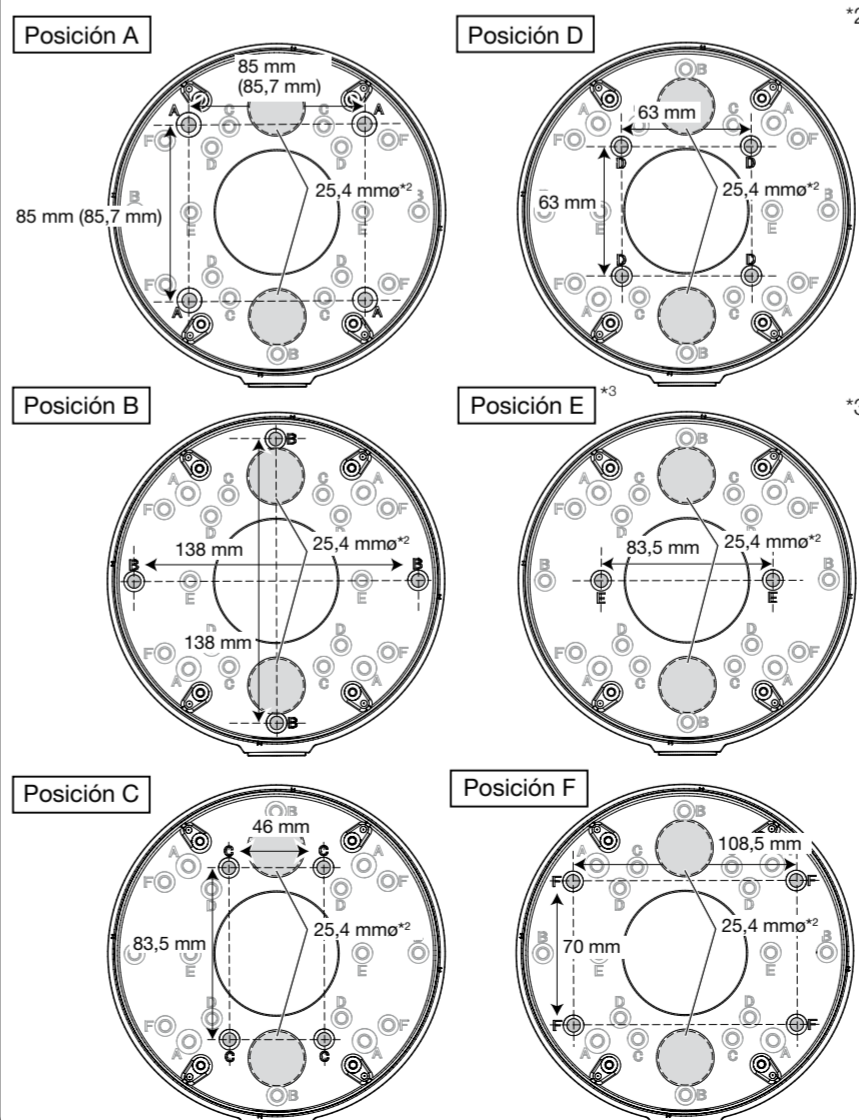 Posición A
85 mm
(85,7 mm)
A
A
B
C
C
A
F
F
D
D
85 mm (85,7 mm)
25,4 mmø*2
B
E
E
F
D
D
F
A
C
C
A
B
Posición D
*2
B
C
C
A
A
63 mm
F
F
D
D
25,4 mmø*2
63 mm
B
E
E
B
D
D
F
F
A
C
C
A
B
Posición B
B
A
C
C
A
F
F
D
D
25,4 mmø*2
138 mm
B
B
E
E
138 mm
D
D
F
F
A
C
C
A
B
Posición E *3
*3
B
A
C
C
A
F
F
D
D
83,5 mm
25,4 mmø*2
B
B
E
E
D
D
F
F
A
C
C
A
B
Posición C
B
46 mm
A
C
C
A
F
F
D
D
25,4 mmø*2
83,5 mm
B
B
E
E
D
D
F
F
A
C
C
A
B
Posición F
B
108,5 mm
A
C
C
A
F
F
D
D
25,4 mmø*2
70 mm
B
B
E
E
D
D
F
F
A
C
C
A
B